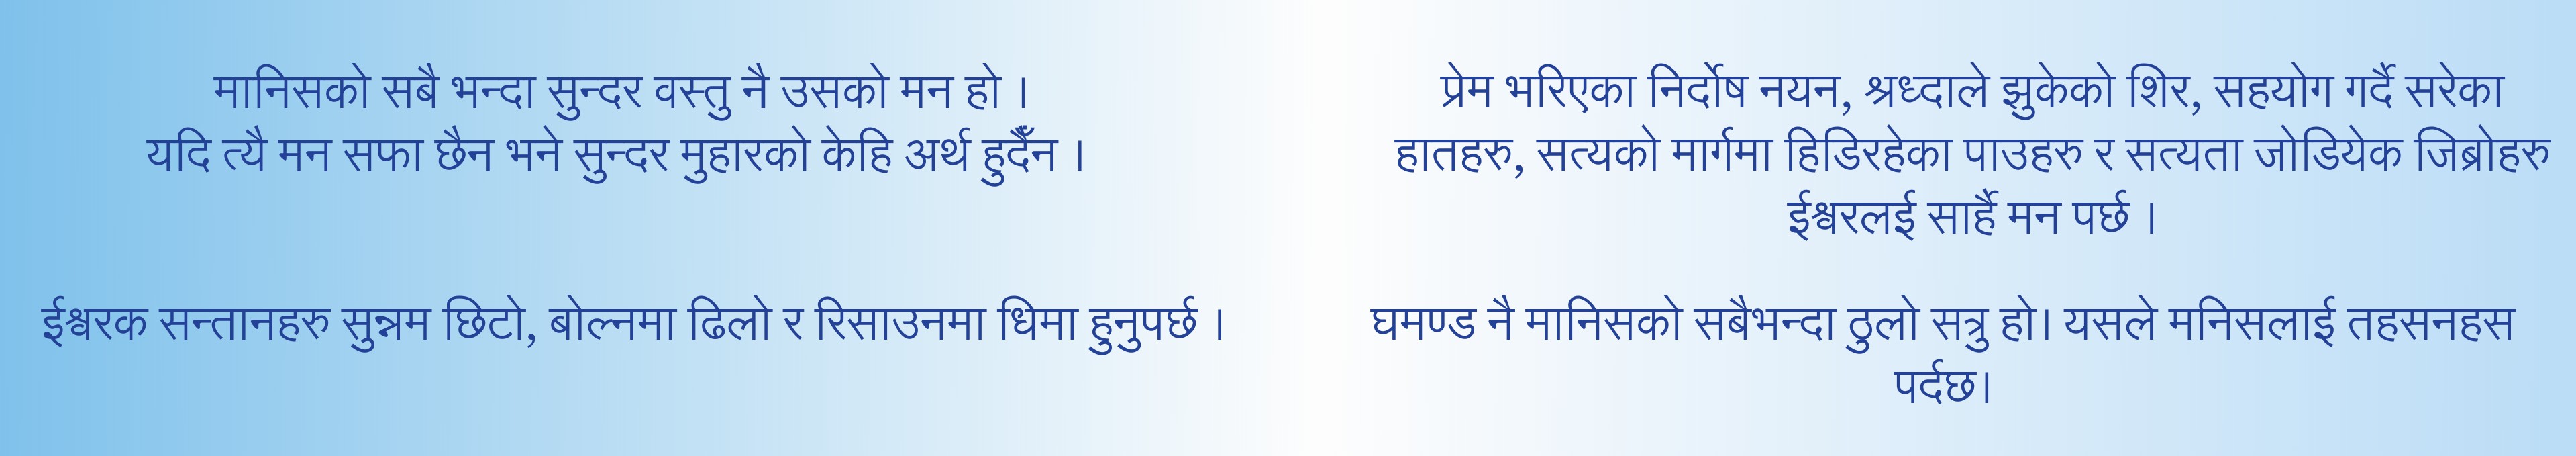 मानिसको सबै भन्दा सुन्दर वस्तु नै उसको मन हो ।
यदि त्यै मन सफा छैन भने सुन्दर मुहारको केहि अर्थ हुदैँन ।
प्रेम भरिएका निर्दोष नयन, श्रध्दाले झुकेको शिर, सहयोग गर्दै सरेका
हातहरु, सत्यको मार्गमा हिडिरहेका पाउहरु र सत्यता जोडियेक जिब्रोहरु
ईश्वरलई सार्है मन पर्छ ।
ईश्वरक सन्तानहरु सुन्नम छिटो, बोल्नमा ढिलो र रिसाउनमा धिमा हुनुपर्छ ।
घमण्ड नै मानिसको सबैभन्दा ठुलो सत्रु हो। यसले मनिसलाई तहसनहस
पर्दछ।